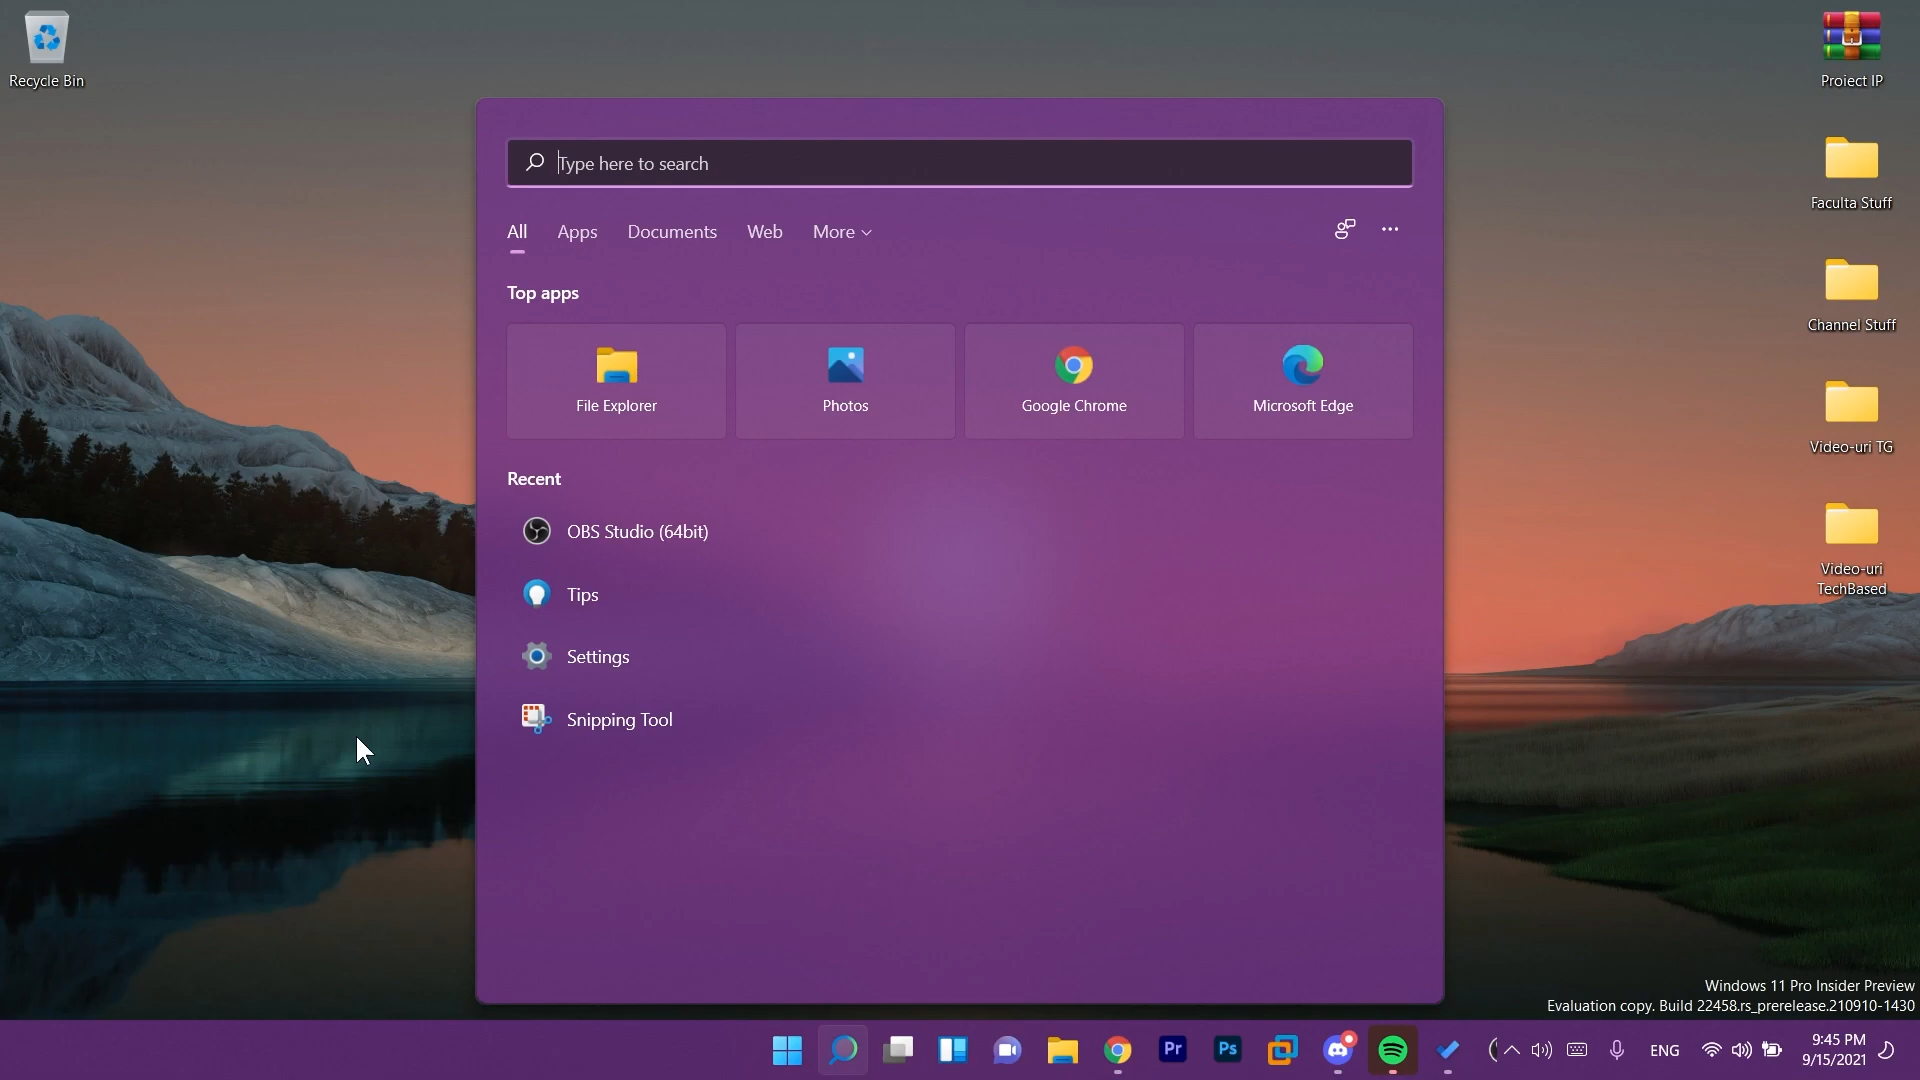 Recycle Bin
Proiect IP
Faculta Stuff
Channel Stuff
Video-uri TG
Video-uri
TechBased
Type here to search
All Apps Documents Web More
Top apps
File Explorer Photos Google Chrome Microsoft Edge
Recent
OBS Studio (64bit)
Tips
Settings
Snipping Tool
Windows 11 Pro Insider Preview
Evaluation copy. Build 22458.rs_prerelease.210910-1430
Pr Ps ENG 9:45 PM
9/15/2021